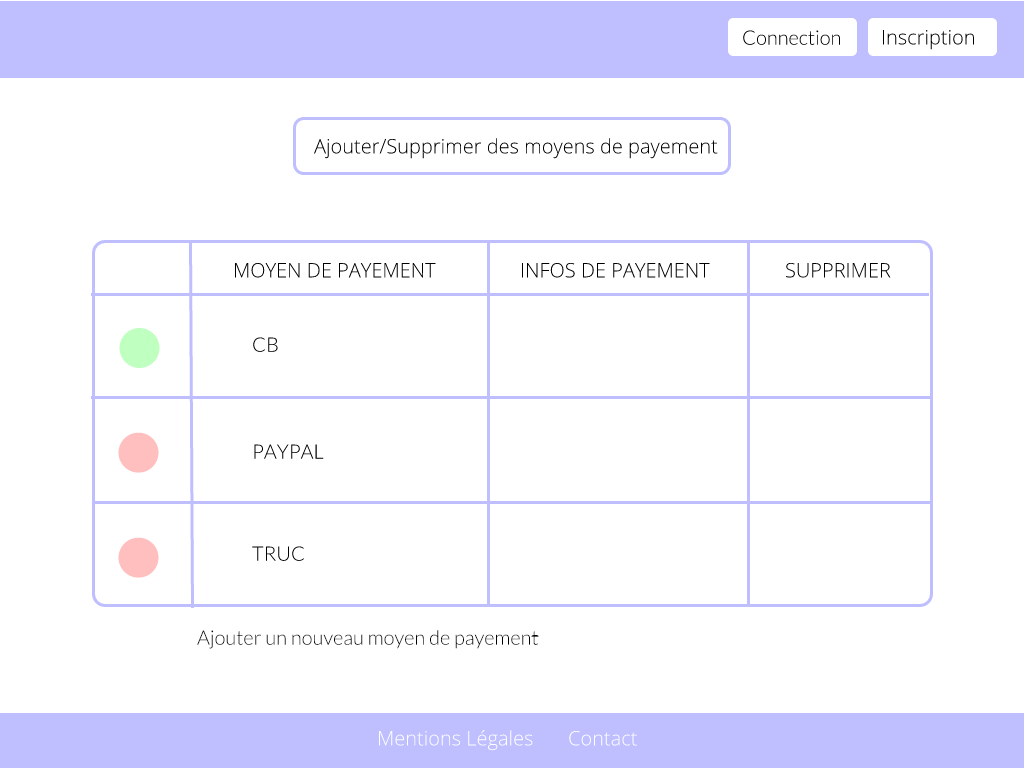 Connection Inscription
Ajouter/Supprimer des moyens de payement
MOYEN DE PAYEMENT INFOS DE PAYEMENT SUPPRIMER
CB
PAYPAL
TRUC
Ajouter un nouveau moyen de payement
Mentions Légales Contact